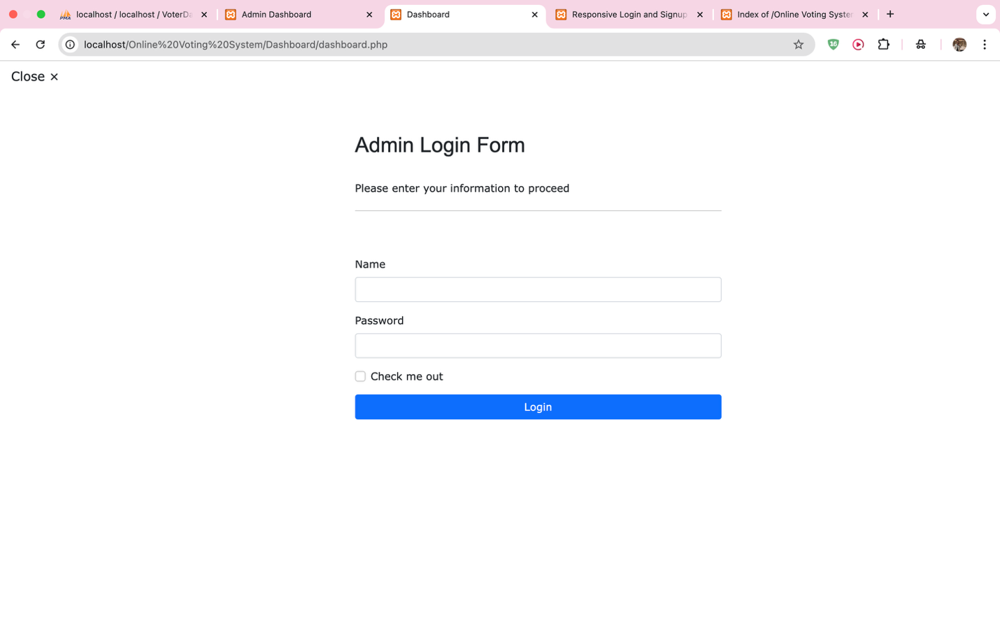 localhost / localhost / VoterDa
Admin Dashboard
Dashboard
Responsive Login and Signup
Index of /Online Voting System
localhost/Online%20Voting%20System/Dashboard/dashboard.php
16
Close ×
Admin Login Form
Please enter your information to proceed
Name
Password
Check me out
Login